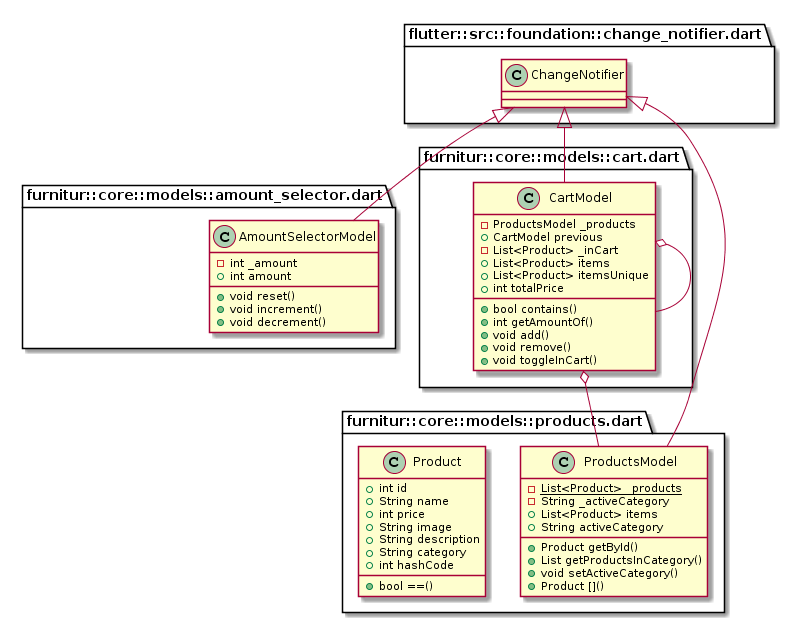 flutter::src::foundation::change_notifier.dart
C ChangeNotifier
furnitur::core::models::cart.dart
C CartModel
ProductsModel _products
CartModel previous
List<Product> _inCart
List<Product> items
List<Product> itemsUnique
int totalPrice
bool contains()
int getAmountOf()
void add()
void remove()
void toggleInCart()
furnitur::core::models::amount_selector.dart
C AmountSelectorModel
int _amount
int amount
void reset()
void increment()
void decrement()
furnitur::core::models::products.dart
C Product
int id
String name
int price
String image
String description
String category
int hashCode
bool ==()
C ProductsModel
List<Product> _products
String _activeCategory
List<Product> items
String activeCategory
Product getById()
List getProductsInCategory()
void setActiveCategory()
Product []()